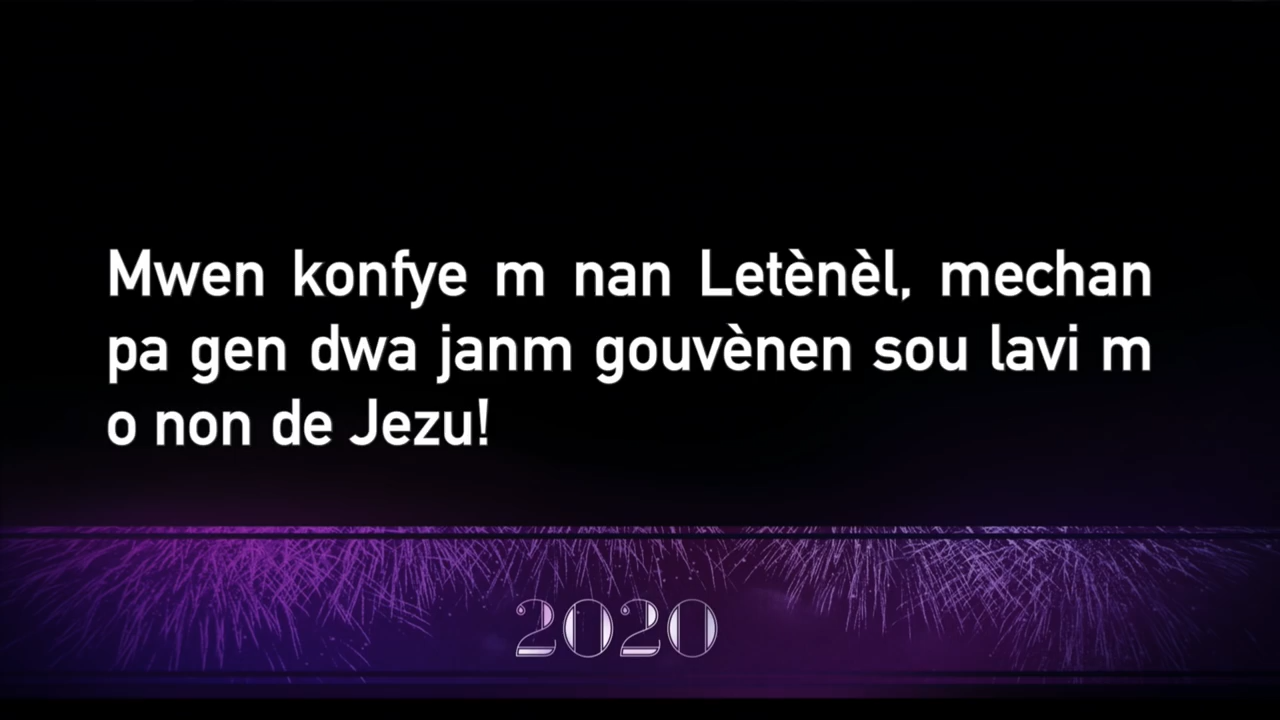 Mwen konfye m nan Letènèl, mechan
pa gen dwa janm gouvènen sou lavi m
o non de Jezu!
2020